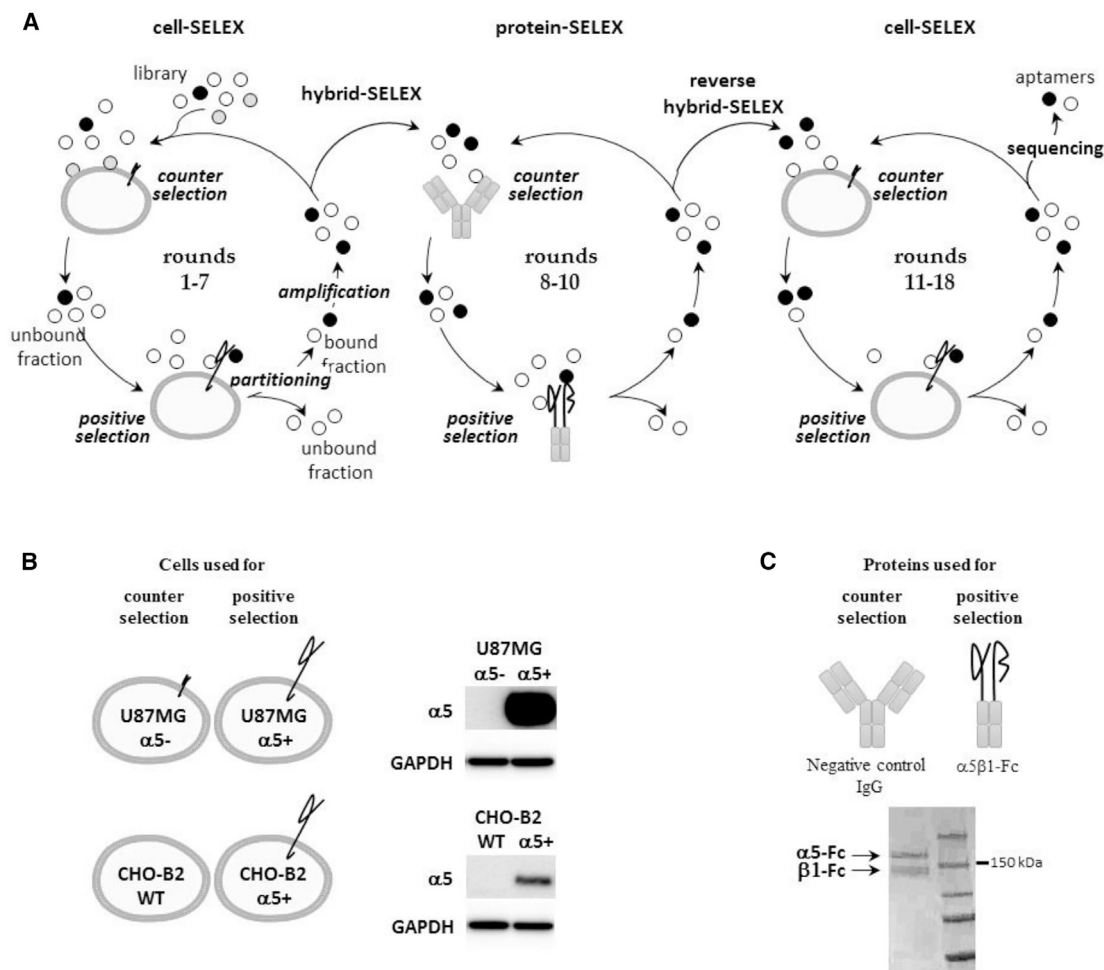 A
cell-SELEX
protein-SELEX
cell-SELEX
library
hybrid-SELEX
reverse
hybrid-SELEX
aptamers
sequencing
counter
selection
counter
selection
counter
selection
rounds
1-7
rounds
8-10
rounds
11-18
amplification
unbound
fraction
bound
fraction
partitioning
positive
selection
unbound
fraction
positive
selection
positive
selection
B
Cells used for
counter
selection
positive
selection
U87MG
α5-
U87MG
α5+
CHO-B2
WT
CHO-B2
α5+
U87MG
α5- α5+
α5
GAPDH
CHO-B2
WT α5+
α5
GAPDH
C
Proteins used for
counter
selection
positive
selection
Negative control
IgG
α5β1-Fc
α5-Fc
β1-Fc
150 kDa